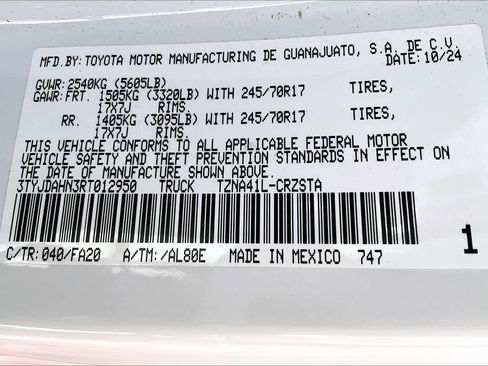 MFD.BY:TOYOTA MOTOR MANUFACTURING DE GUANAJUATO, S.A. DE C.V.
DATE:10/24
GVWR:2540KG (5605LB)
GAWR:FRT. 1505KG (3320LB) WITH 245/70R17 TIRES,
17X7J RIMS.
RR. 1405KG (3095LB) WITH 245/70R17 TIRES,
17X7J RIMS.
THIS VEHICLE CONFORMS TO ALL APPLICABLE FEDERAL MOTOR
VEHICLE SAFETY AND THEFT PREVENTION STANDARDS IN EFFECT ON
THE DATE OF MANUFACTURE SHOWN ABOVE.
3TYJDAHN3RT012950 TRUCK TZNA41L-CRZSTA
C/TR:040/FA20 A/TM:/AL80E MADE IN MEXICO 747
1